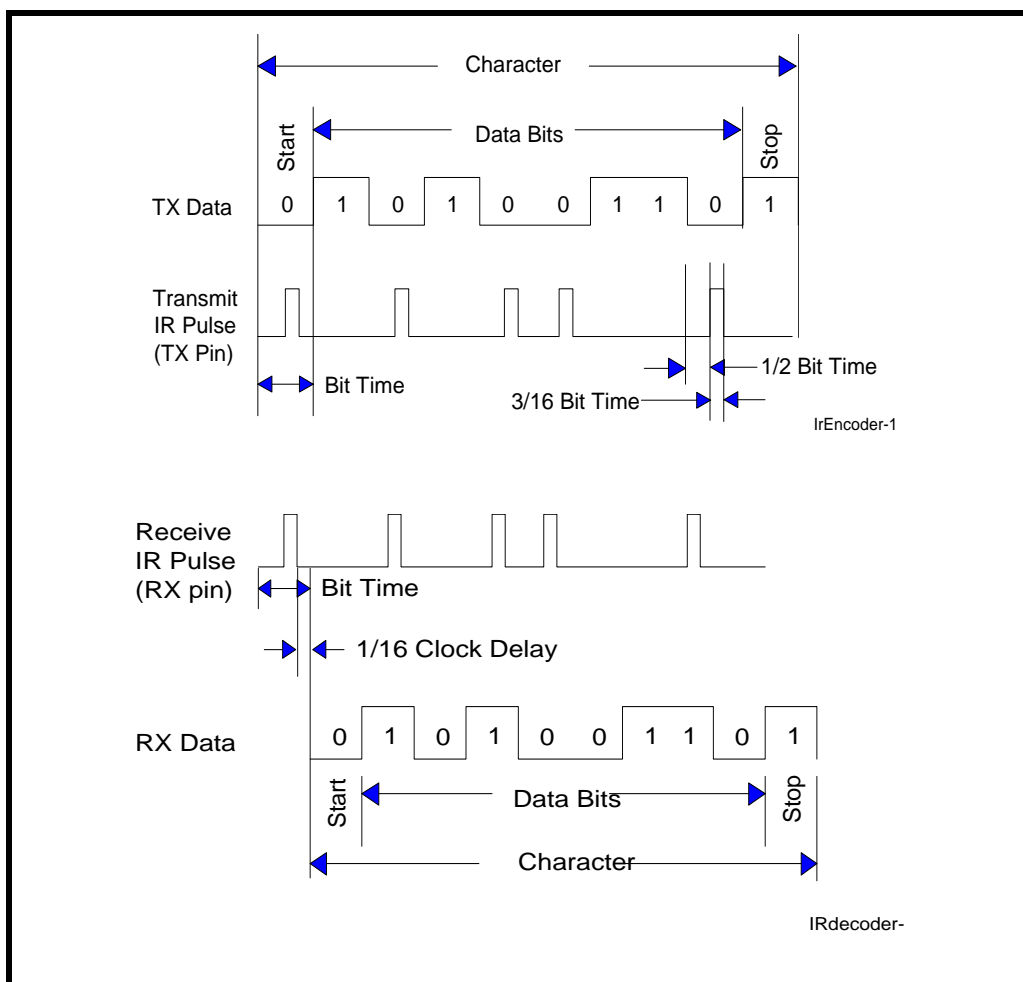 Character
Start
Data Bits
Stop
TX Data 0 1 0 1 0 0 1 1 0 1
Transmit
IR Pulse
(TX Pin)
Bit Time
1/2 Bit Time
3/16 Bit Time
IrEncoder-1
Receive
IR Pulse
(RX pin)
Bit Time
1/16 Clock Delay
RX Data 0 1 0 1 0 0 1 1 0 1
Start
Data Bits
Stop
Character
IRdecoder-